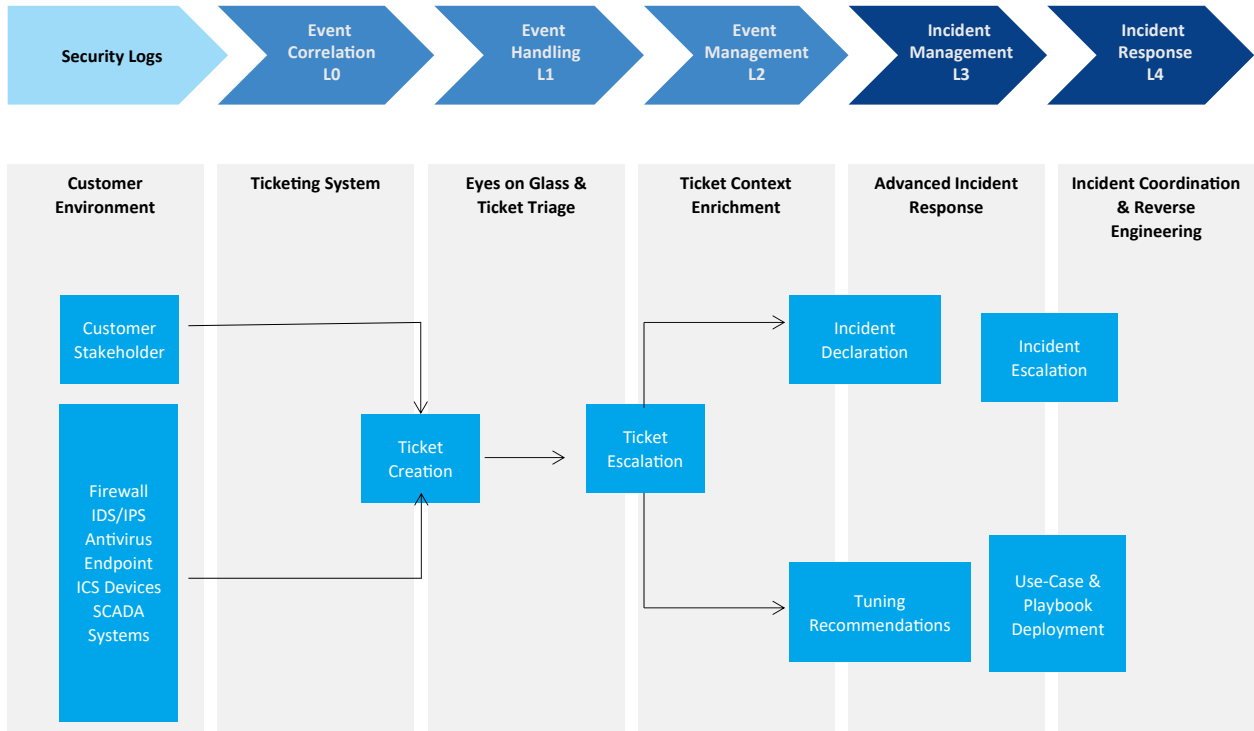 Security Logs
Event
Correlation
L0
Event
Handling
L1
Event
Management
L2
Incident
Management
L3
Incident
Response
L4
Customer
Environment
Ticketing System
Eyes on Glass &
Ticket Triage
Ticket Context
Enrichment
Advanced Incident
Response
Incident Coordination
& Reverse
Engineering
Customer
Stakeholder
Firewall
IDS/IPS
Antivirus
Endpoint
ICS Devices
SCADA
Systems
Ticket
Creation
Ticket
Escalation
Incident
Declaration
Incident
Escalation
Tuning
Recommendations
Use-Case &
Playbook
Deployment